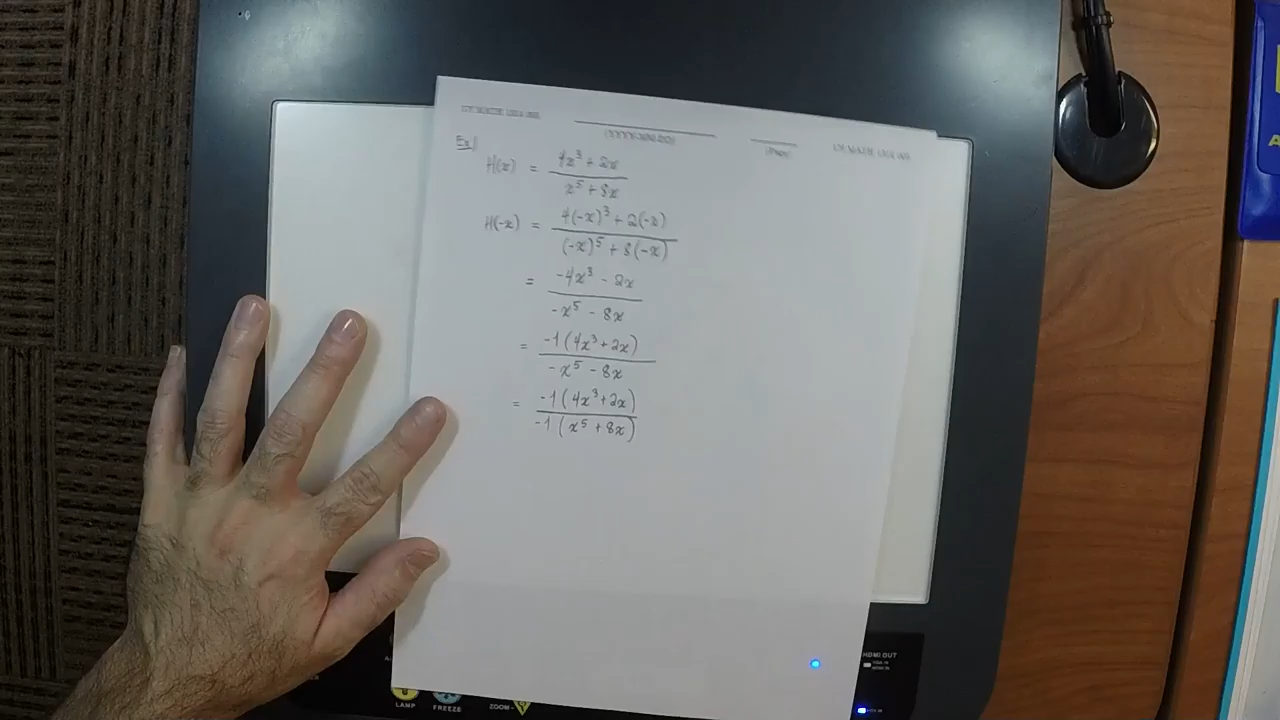 Ex|
H(x) = (4x³ + 2x)/(x⁵ + 8x)
H(-x) = (4(-x)³ + 2(-x))/((-x)⁵ + 8(-x))
= (-4x³ - 2x)/(-x⁵ - 8x)
= (-1(4x³+2x))/(-x⁵ - 8x)
= (-1(4x³+2x))/(-1(x⁵ + 8x))
HDMI OUT
LAMP
FREEZE
ZOOM-